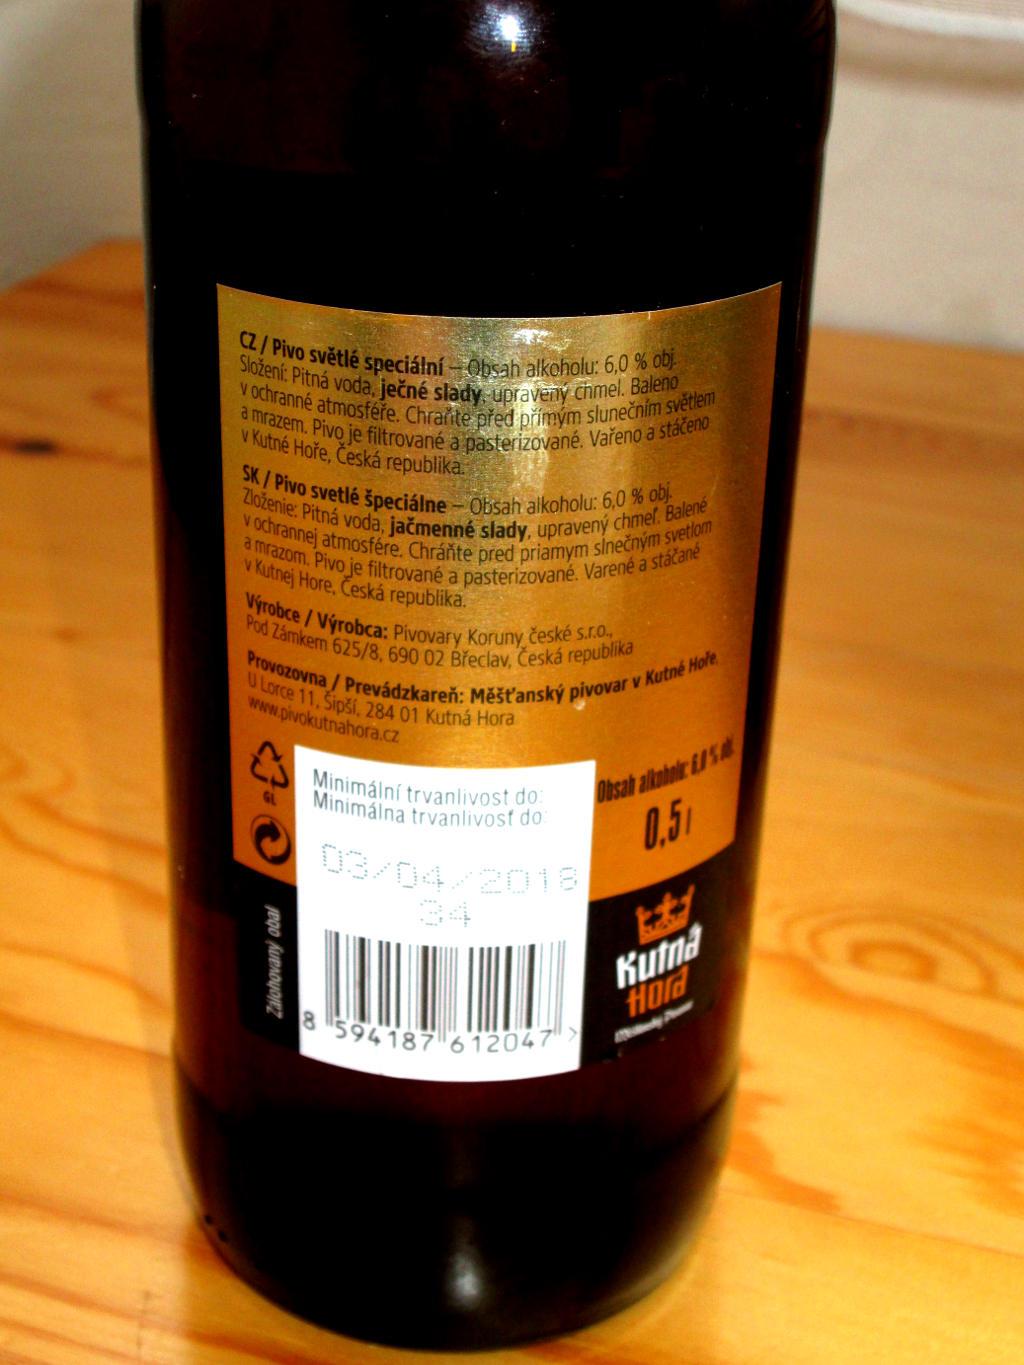 CZ / Pivo světlé speciální – Obsah alkoholu: 6,0 % obj.
Složení: Pitná voda, ječné slady, upravený chmel. Baleno
v ochranné atmosféře. Chraňte před přímým slunečním světlem
a mrazem. Pivo je filtrované a pasterizované. Vařeno a stáčeno
v Kutné Hoře, Česká republika.
SK / Pivo svetlé špeciálne – Obsah alkoholu: 6,0 % obj.
Zloženie: Pitná voda, jačmenné slady, upravený chmeľ. Balené
v ochrannej atmosfére. Chráňte pred priamym slnečným svetlom
a mrazom. Pivo je filtrované a pasterizované. Varené a stáčané
v Kutnej Hore, Česká republika.
Výrobce / Výrobca: Pivovary Koruny české s.r.o.,
Pod Zámkem 625/8, 690 02 Břeclav, Česká republika
Provozovna / Prevádzkareň: Měšťanský pivovar v Kutné Hoře,
U Lorce 11, Šipší, 284 01 Kutná Hora
www.pivokutnahora.cz
GL
Minimální trvanlivost do:
Minimálna trvanlivosť do:
03/04/2018
34
Obsah alkoholu: 6,0 % obj.
0,5 l
Zálohovaný obal
Kutná
Hora
8 594187 612047 >